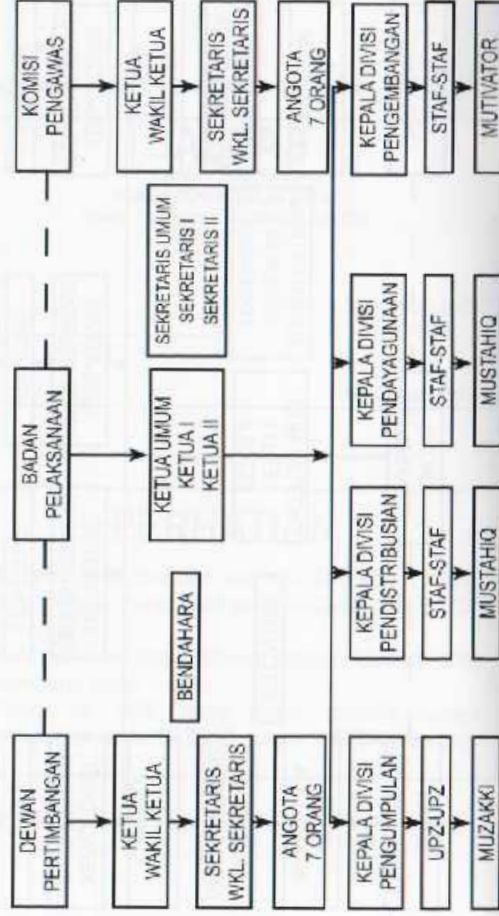 DEWAN
PERTIMBANGAN
BADAN
PELAKSANAAN
KOMISI
PENGAWAS
KETUA
WAKIL KETUA
SEKRETARIS
WKL. SEKRETARIS
ANGOTA
7 ORANG
BENDAHARA
KETUA UMUM
KETUA I
KETUA II
SEKRETARIS UMUM
SEKRETARIS I
SEKRETARIS II
KETUA
WAKIL KETUA
SEKRETARIS
WKL. SEKRETARIS
ANGOTA
7 ORANG
KEPALA DIVISI
PENGUMPULAN
KEPALA DIVISI
PENDISTRIBUSIAN
KEPALA DIVISI
PENDAYAGUNAAN
KEPALA DIVISI
PENGEMBANGAN
UPZ-UPZ
STAF-STAF
STAF-STAF
STAF-STAF
MUZAKKI
MUSTAHIQ
MUSTAHIQ
MUTIVATOR